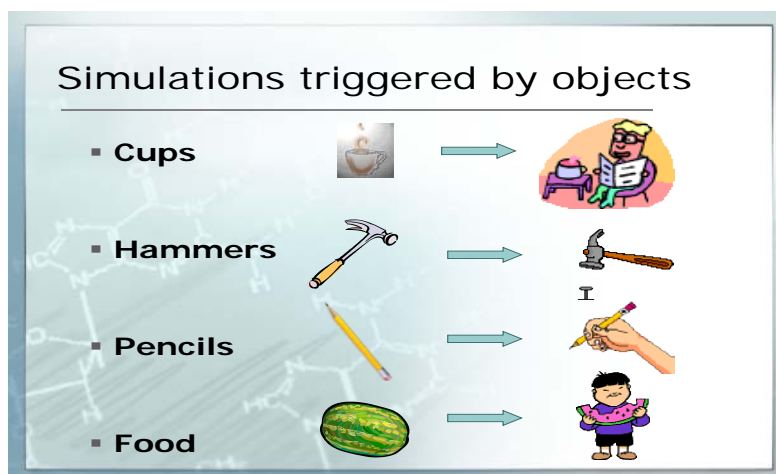 Simulations triggered by objects
▪ Cups
▪ Hammers
▪ Pencils
▪ Food